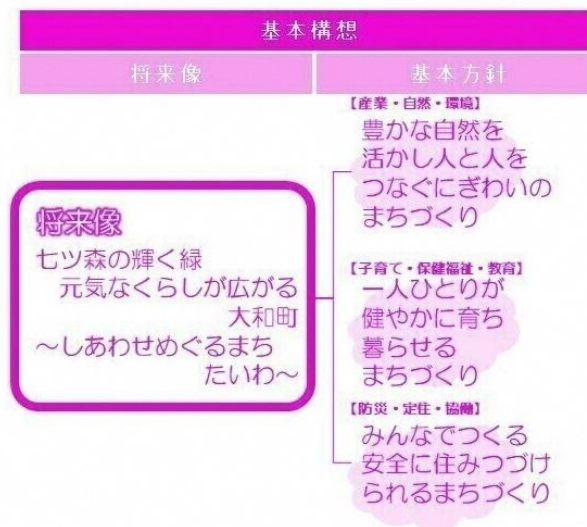 基本構想
将来像
基本方針
将来像
七ツ森の輝く緑
元気なくらしが広がる
大和町
～しあわせめぐるまち
たいわ～
【産業・自然・環境】
豊かな自然を
活かし人と人を
つなぐにぎわいの
まちづくり
【子育て・保健福祉・教育】
一人ひとりが
健やかに育ち
暮らせる
まちづくり
【防災・定住・協働】
みんなでつくる
安全に住みつづけ
られるまちづくり